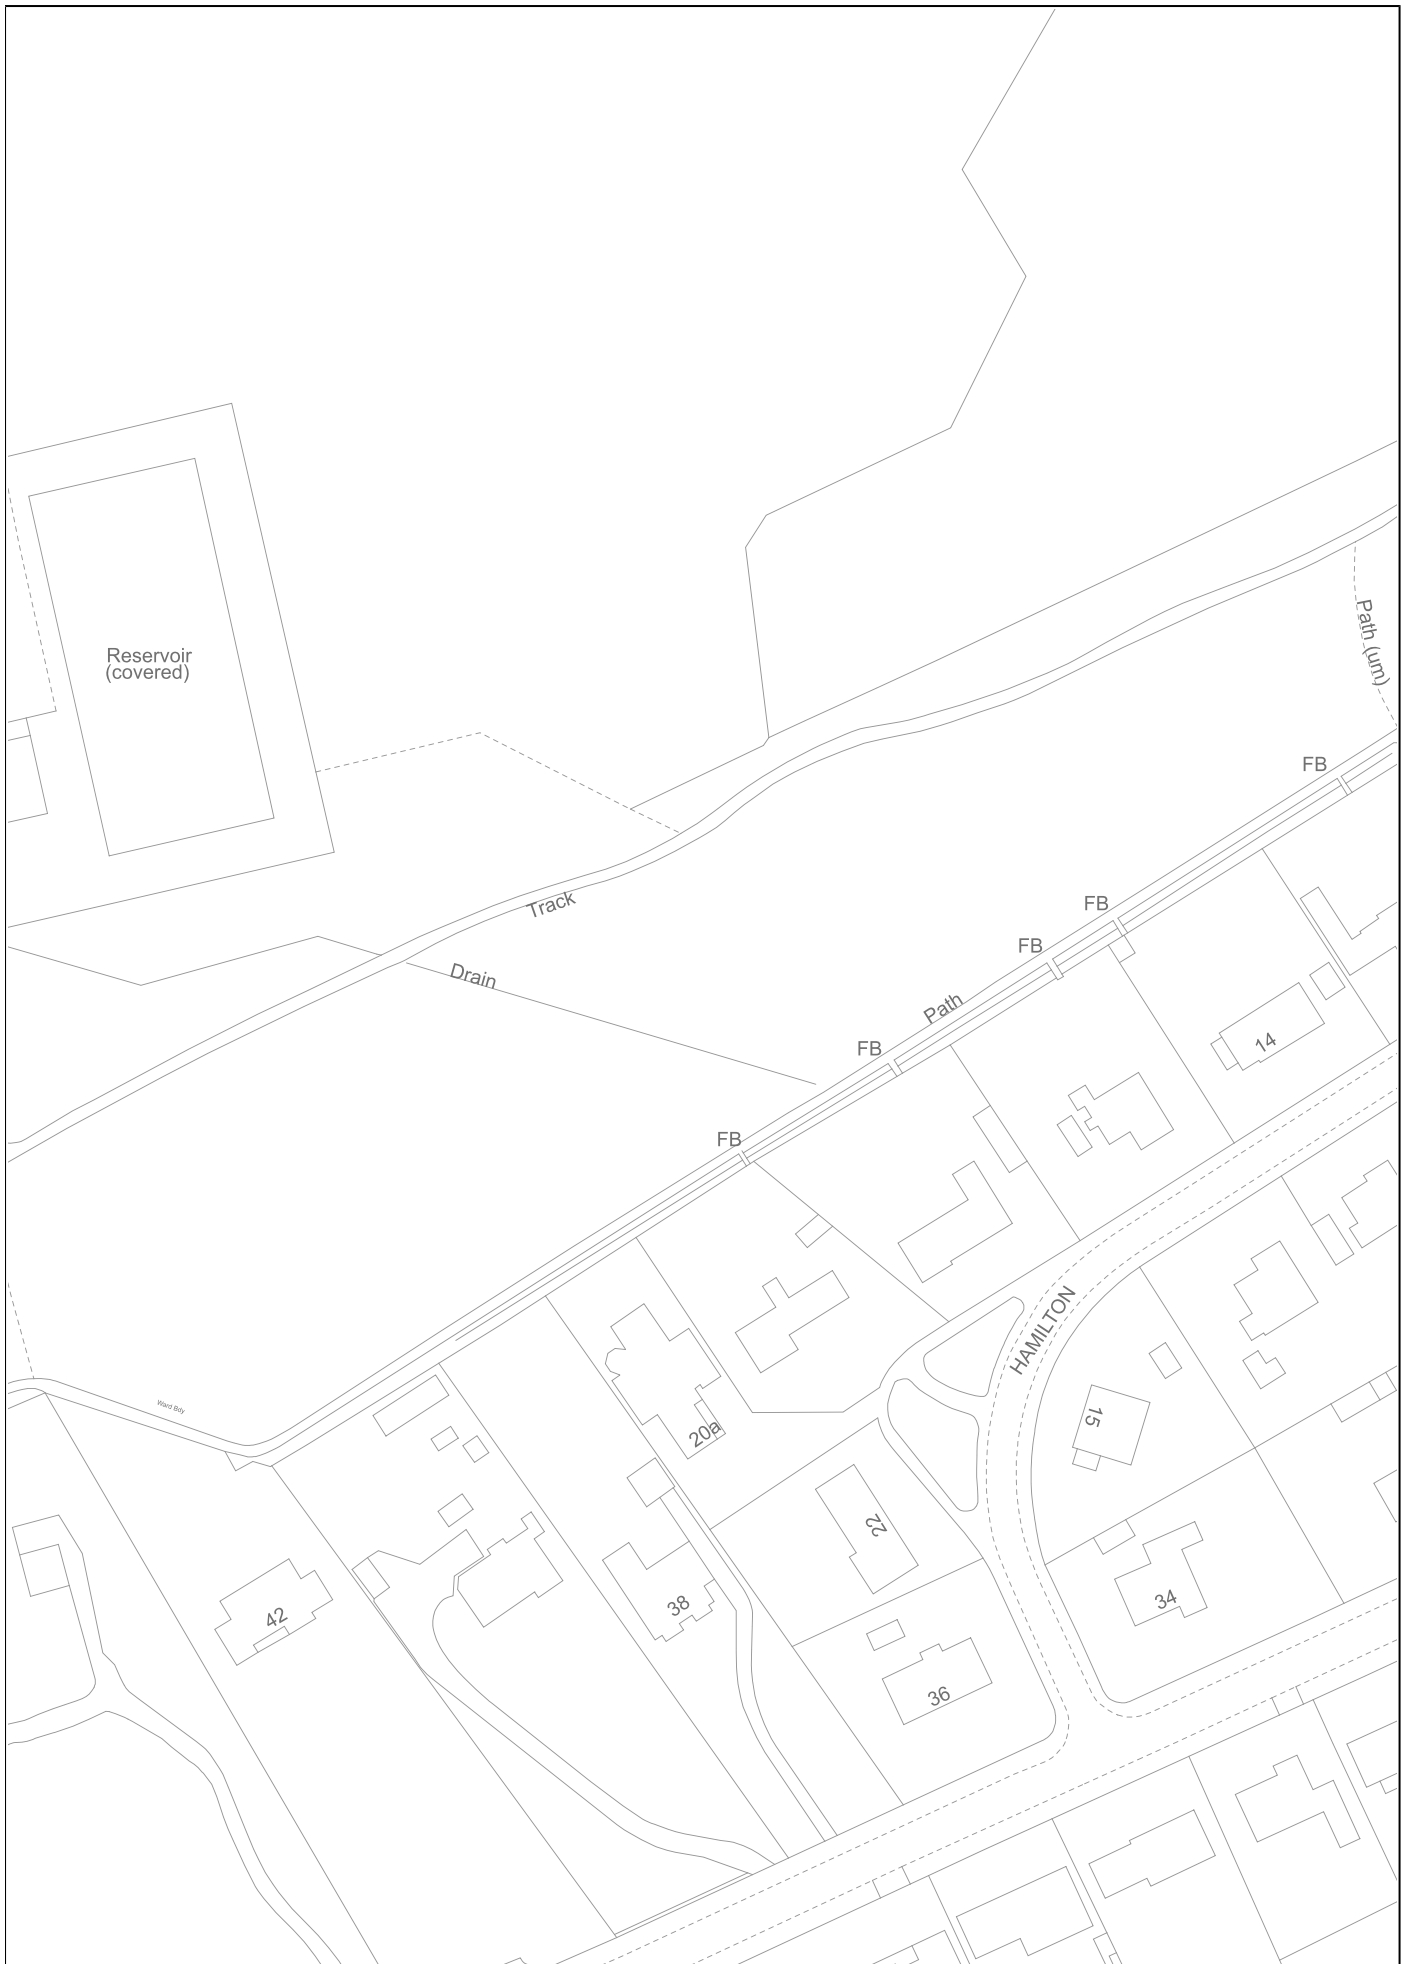 Reservoir
(covered)
Path (um)
FB
Track
FB
FB
Drain
Path
FB
14
FB
HAMILTON
Ward Bdy
15
20a
22
42
38
34
36